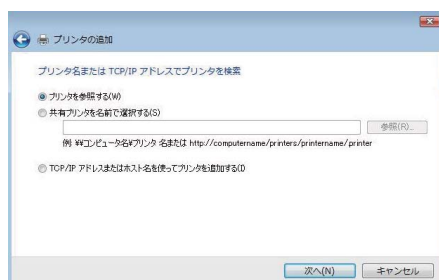 プリンタの追加
プリンタ名または TCP/IP アドレスでプリンタを検索
プリンタを参照する(W)
共有プリンタを名前で選択する(S)
参照(R)...
例: ¥¥コンピュータ名¥プリンタ 名または http://computername/printers/printername/printer
TCP/IP アドレスまたはホスト名を使ってプリンタを追加する(I)
次へ(N)
キャンセル